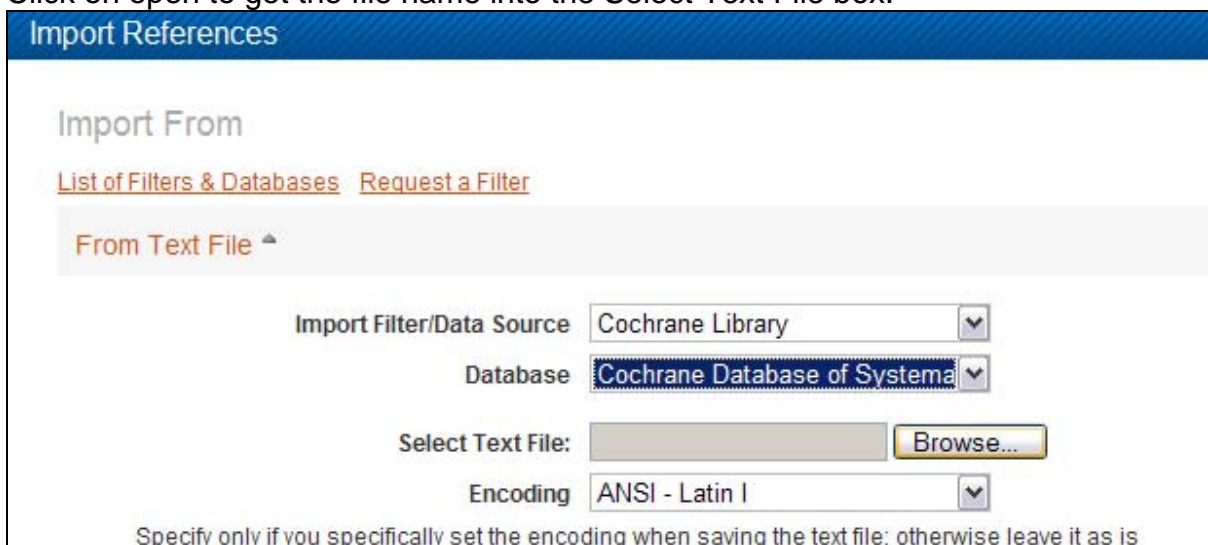 Click on open to get the file name into the Select Text File box.
Import References
Import From
List of Filters & Databases Request a Filter
From Text File
Import Filter/Data Source Cochrane Library
Database Cochrane Database of Systema
Select Text File: Browse...
Encoding ANSI - Latin I
Specify only if you specifically set the encoding when saving the text file; otherwise leave it as is